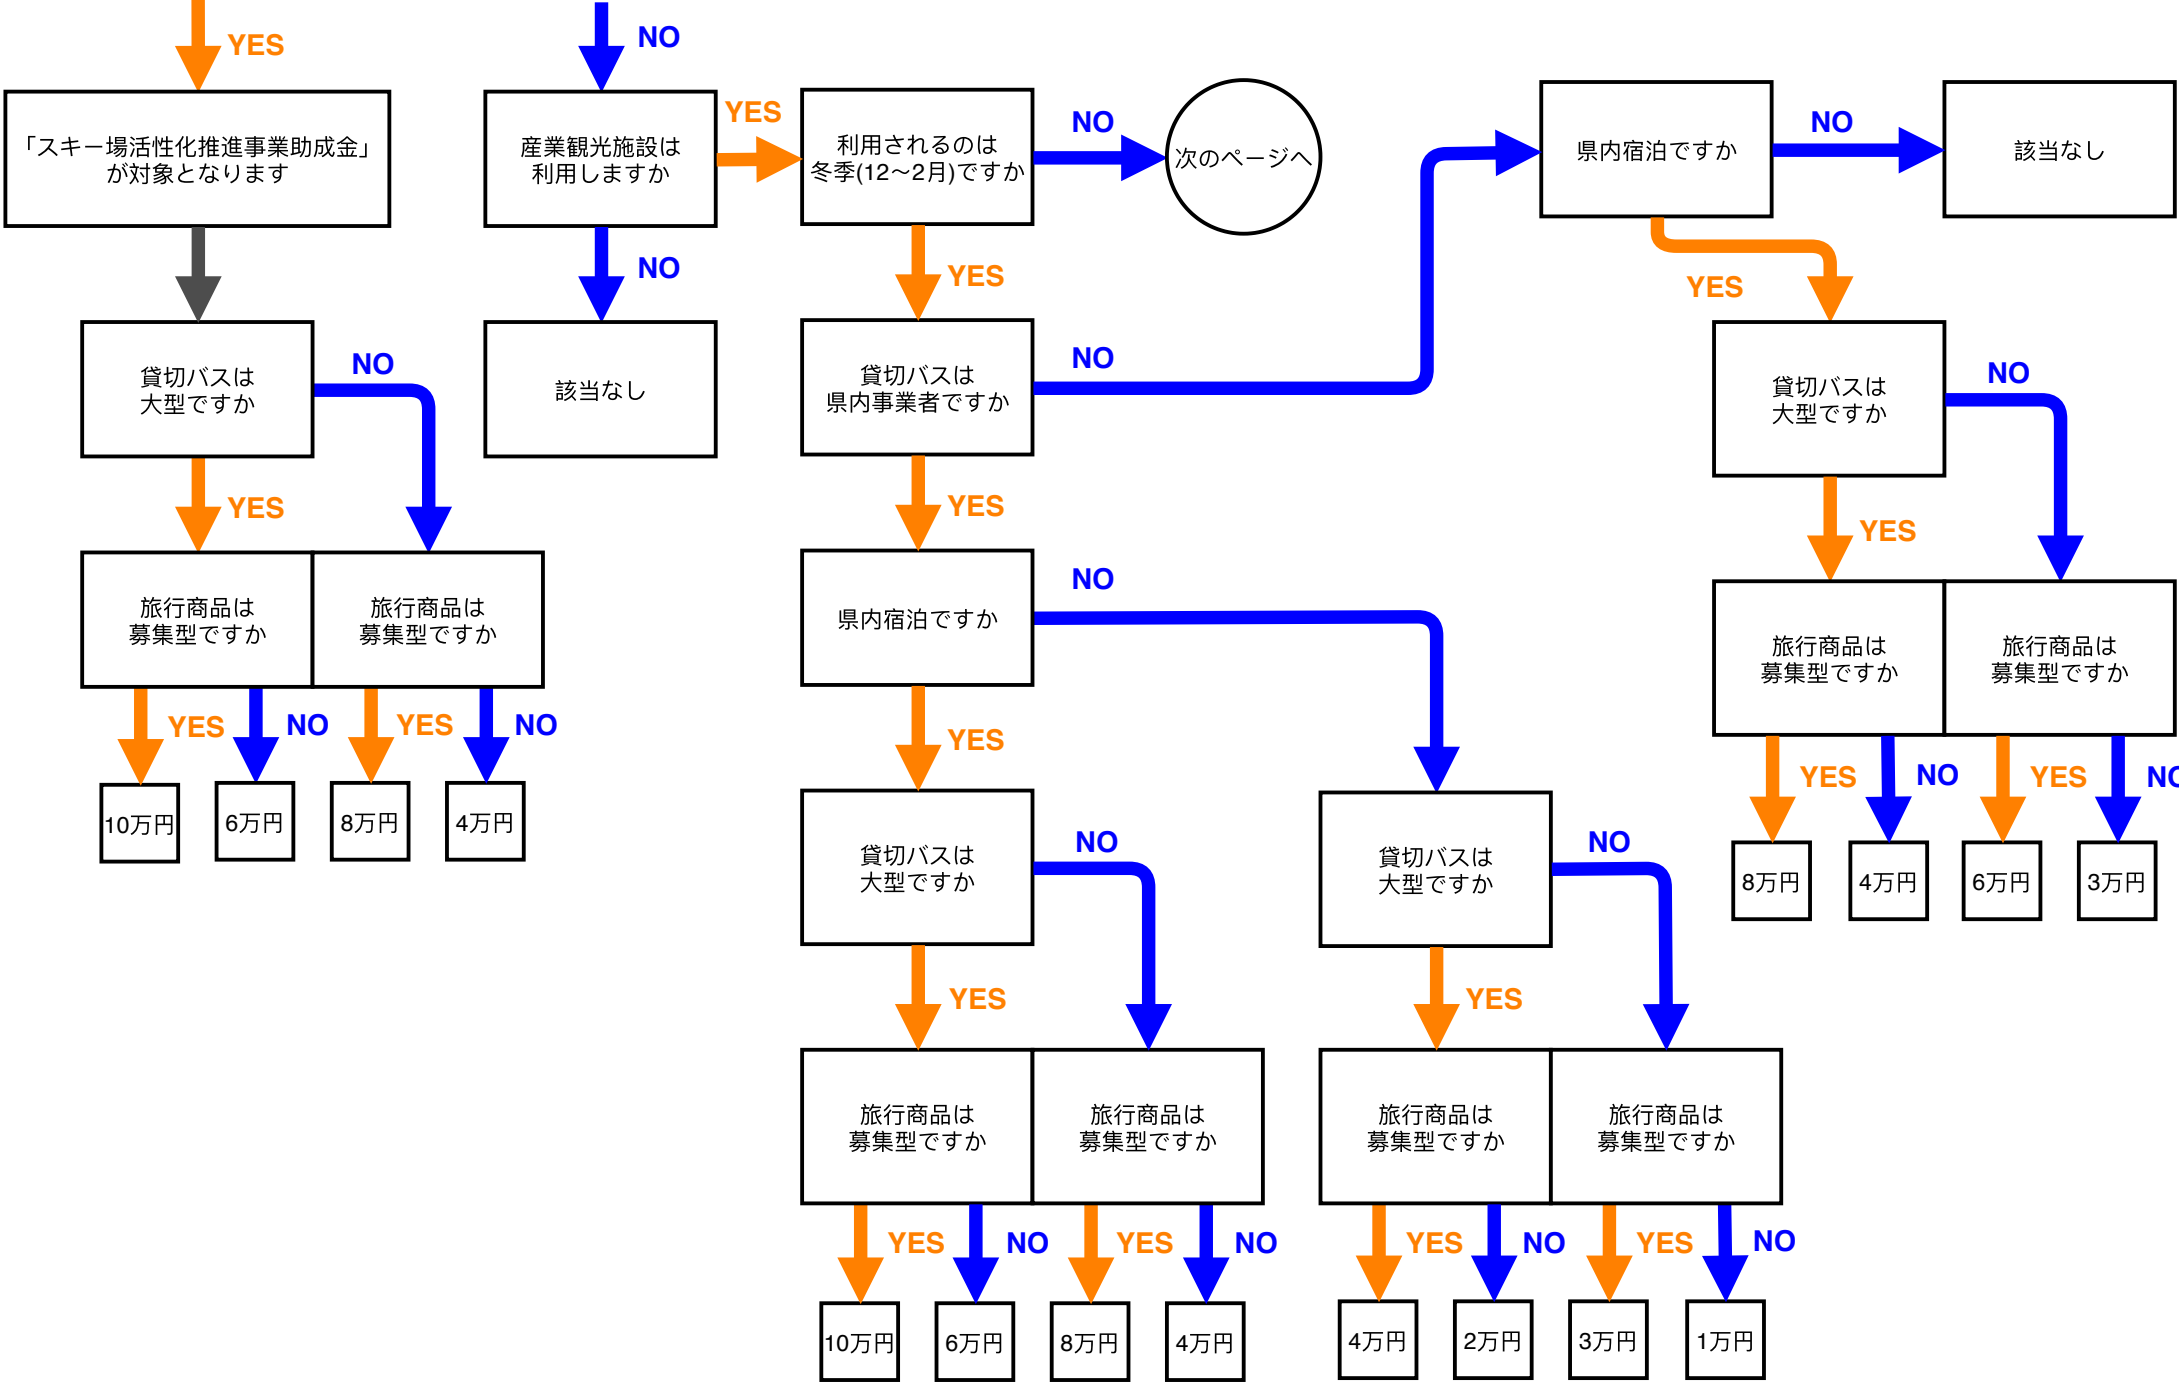 YES
NO
「スキー場活性化推進事業助成金」
が対象となります
産業観光施設は
利用しますか
YES
利用されるのは
冬季(12〜2月)ですか
NO
次のページへ
県内宿泊ですか
NO
該当なし
NO
YES
YES
貸切バスは
大型ですか
NO
該当なし
貸切バスは
県内事業者ですか
NO
貸切バスは
大型ですか
NO
YES
YES
YES
旅行商品は
募集型ですか
旅行商品は
募集型ですか
県内宿泊ですか
NO
旅行商品は
募集型ですか
旅行商品は
募集型ですか
YES
NO
YES
NO
YES
YES
NO
YES
NO
10万円
6万円
8万円
4万円
貸切バスは
大型ですか
NO
貸切バスは
大型ですか
NO
8万円
4万円
6万円
3万円
YES
YES
旅行商品は
募集型ですか
旅行商品は
募集型ですか
旅行商品は
募集型ですか
旅行商品は
募集型ですか
YES
NO
YES
NO
YES
NO
YES
NO
10万円
6万円
8万円
4万円
4万円
2万円
3万円
1万円